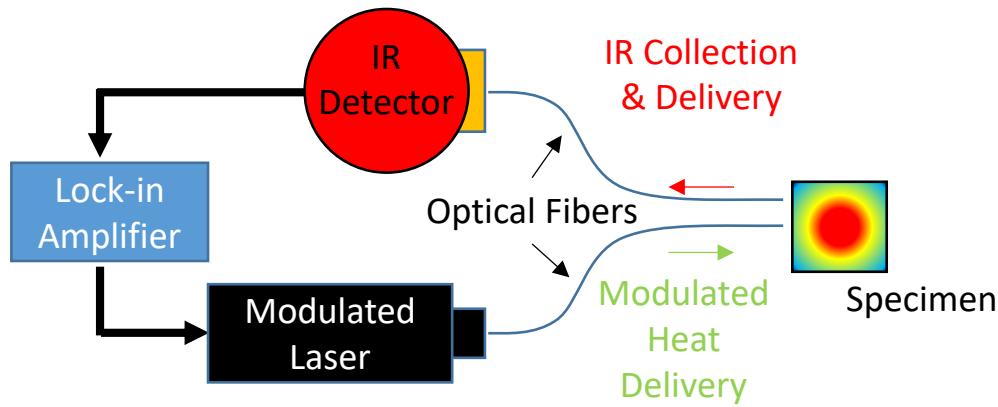 IR
Detector
IR Collection
& Delivery
Lock-in
Amplifier
Optical Fibers
Modulated
Laser
Modulated
Heat
Delivery
Specimen